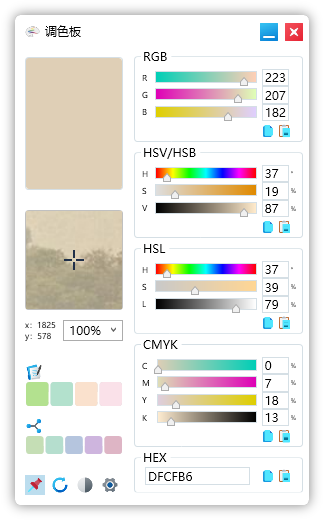 调色板
RGB
R 223
G 207
B 182
HSV/HSB
H 37 °
S 19 %
V 87 %
HSL
H 37 °
S 39 %
L 79 %
x: 1825
y: 578
100%
CMYK
C 0 %
M 7 %
Y 18 %
K 13 %
HEX
DFCFB6